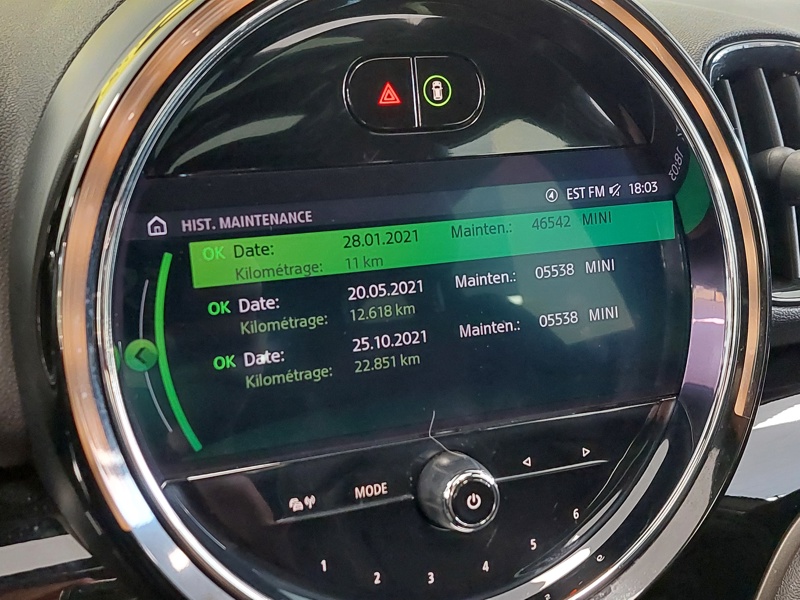 EST FM 18:03
HIST. MAINTENANCE
OK Date: 28.01.2021 Mainten.: 46542 MINI
Kilométrage: 11 km
OK Date: 20.05.2021 Mainten.: 05538 MINI
Kilométrage: 12.618 km
OK Date: 25.10.2021 Mainten.: 05538 MINI
Kilométrage: 22.851 km
MODE
1 2 3 4 5 6